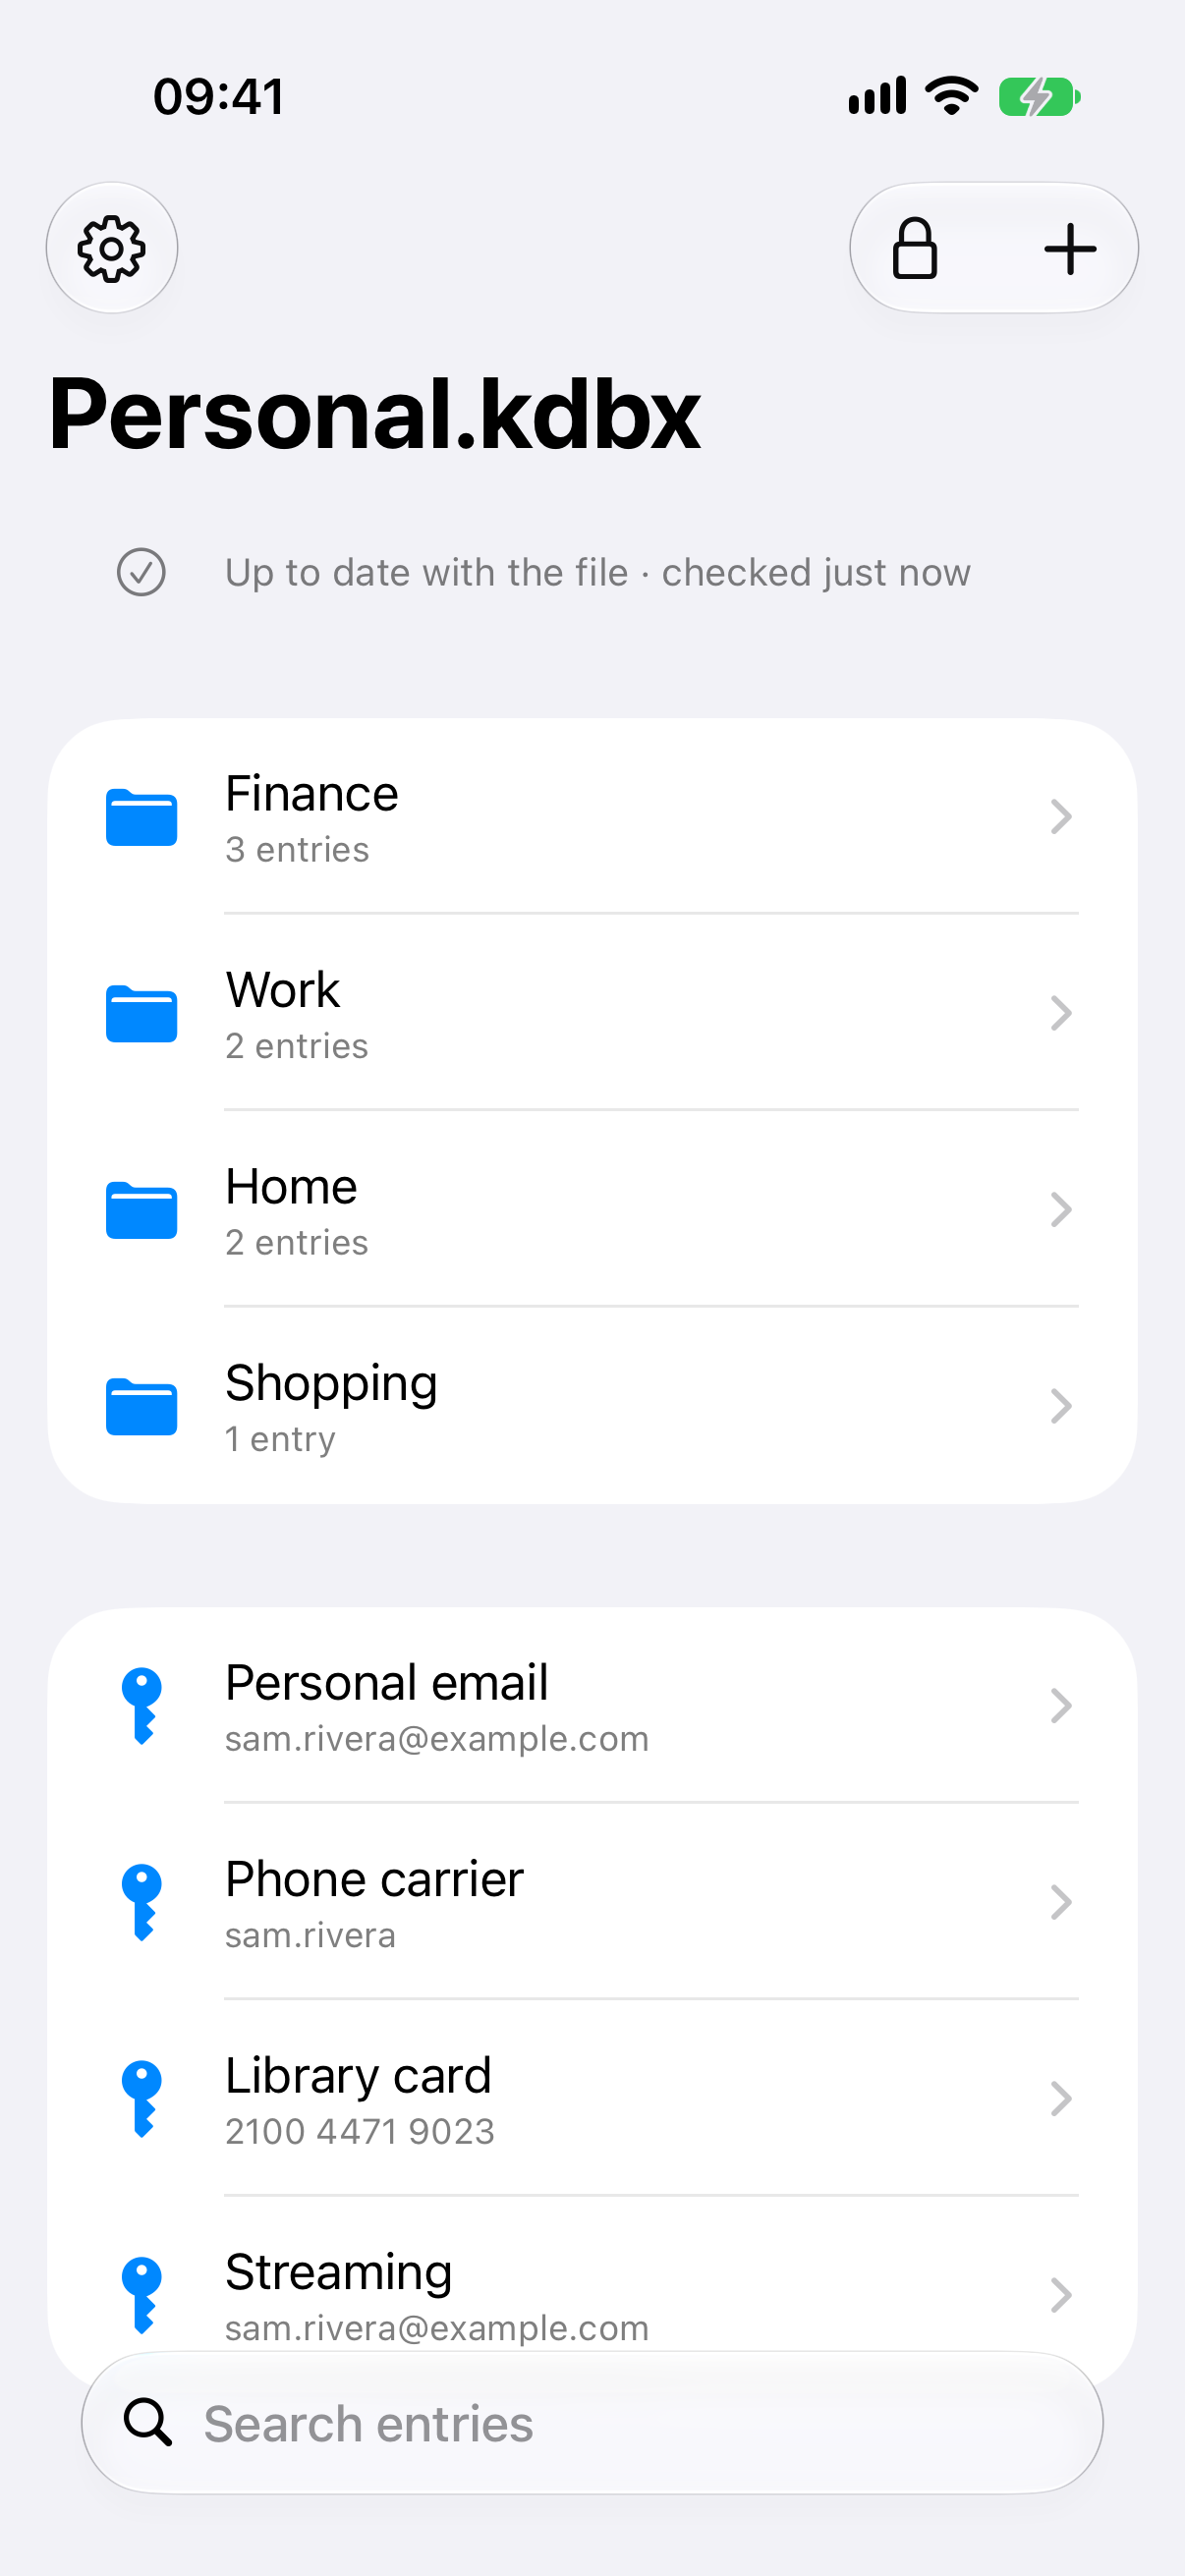 09:41
Personal.kdbx
Up to date with the file · checked just now
Finance
3 entries
Work
2 entries
Home
2 entries
Shopping
1 entry
Personal email
sam.rivera@example.com
Phone carrier
sam.rivera
Library card
2100 4471 9023
Streaming
sam.rivera@example.com
Search entries